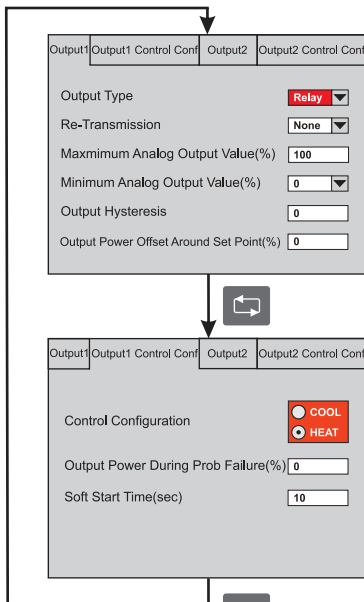 Output1 Output1 Control Conf Output2 Output2 Control Conf
Output Type Relay
Re-Transmission None
Maxmimum Analog Output Value(%) 100
Minimum Analog Output Value(%) 0
Output Hysteresis 0
Output Power Offset Around Set Point(%) 0
Output1 Output1 Control Conf Output2 Output2 Control Conf
Control Configuration
COOL
HEAT
Output Power During Prob Failure(%) 0
Soft Start Time(sec) 10